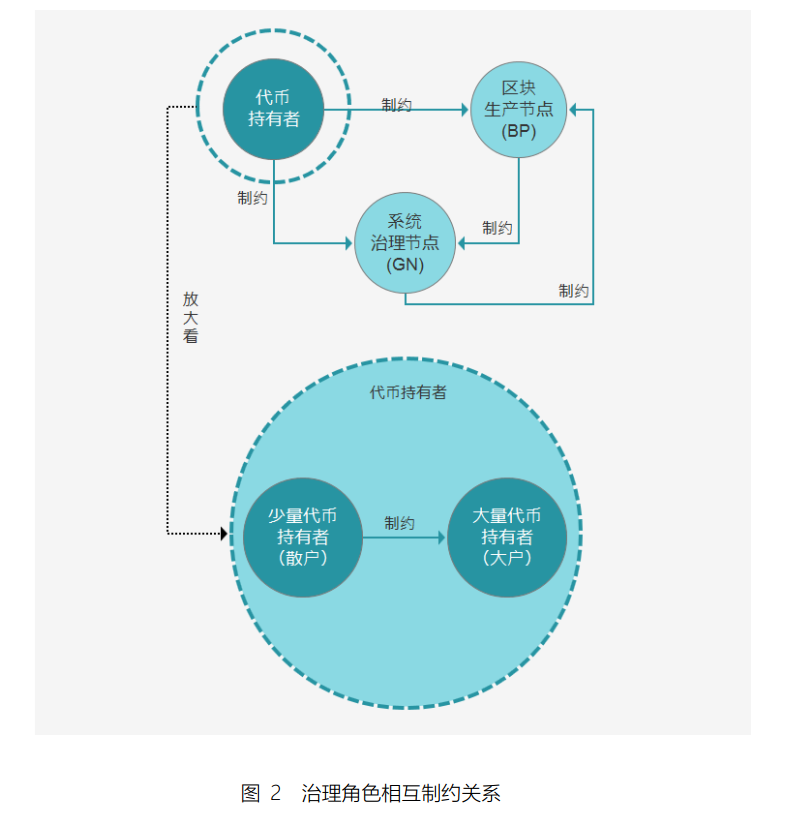 代币
持有者
制约
区块
生产节点
(BP)
制约
系统
治理节点
(GN)
制约
制约
放
大
看
代币持有者
少量代币
持有者
（散户）
制约
大量代币
持有者
（大户）
图 2 治理角色相互制约关系